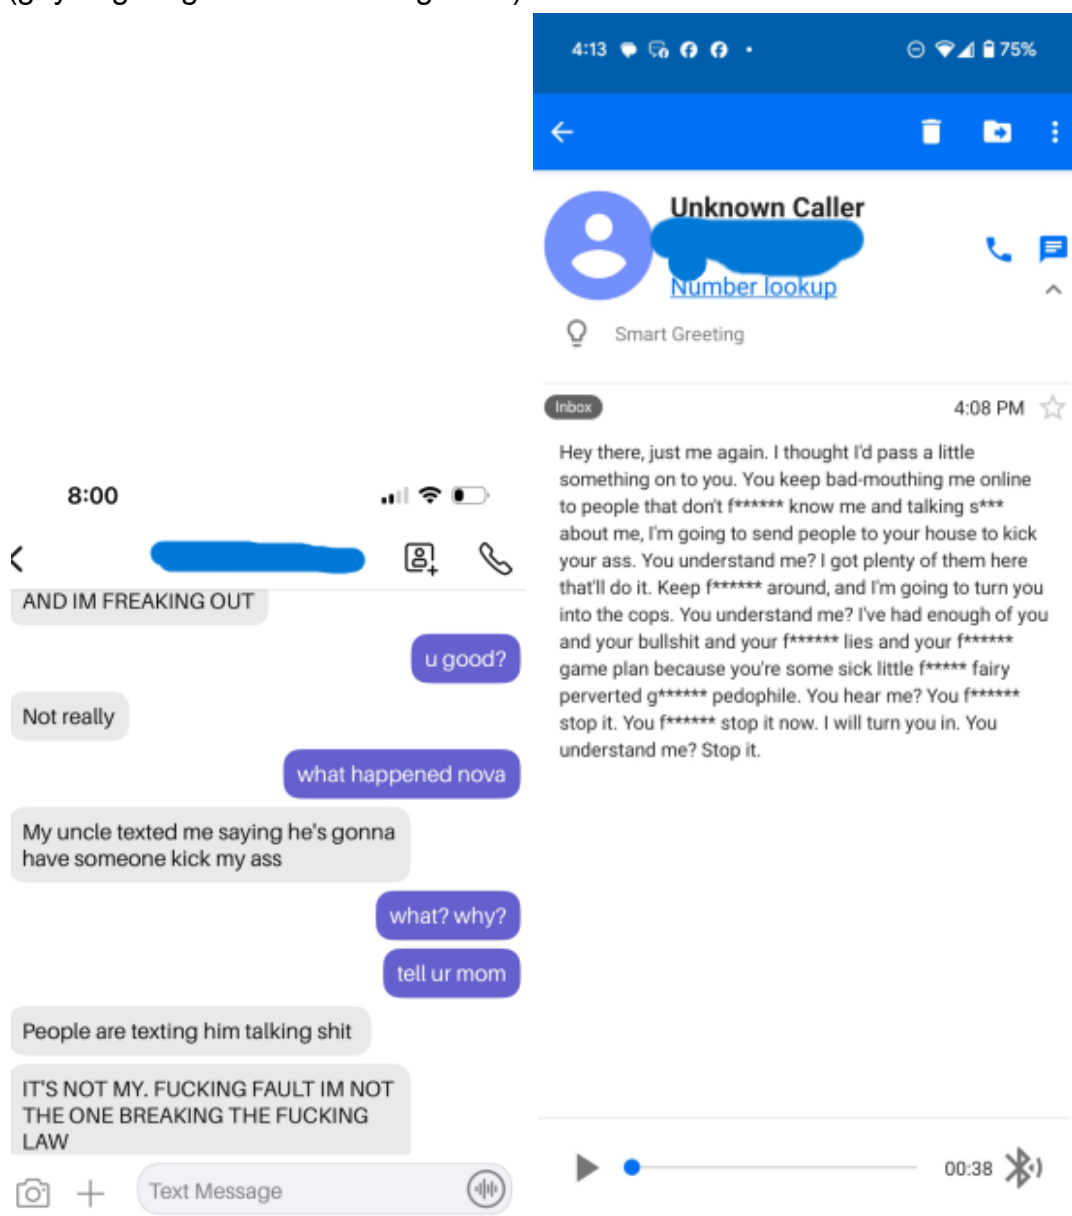 8:00
AND IM FREAKING OUT
u good?
Not really
what happened nova
My uncle texted me saying he's gonna
have someone kick my ass
what? why?
tell ur mom
People are texting him talking shit
IT'S NOT MY. FUCKING FAULT IM NOT
THE ONE BREAKING THE FUCKING
LAW
Text Message
4:13
75%
Unknown Caller
Number lookup
Smart Greeting
Inbox
4:08 PM
Hey there, just me again. I thought I'd pass a little
something on to you. You keep bad-mouthing me online
to people that don't f****** know me and talking s***
about me, I'm going to send people to your house to kick
your ass. You understand me? I got plenty of them here
that'll do it. Keep f****** around, and I'm going to turn you
into the cops. You understand me? I've had enough of you
and your bullshit and your f****** lies and your f******
game plan because you're some sick little f***** fairy
perverted g****** pedophile. You hear me? You f******
stop it. You f****** stop it now. I will turn you in. You
understand me? Stop it.
00:38